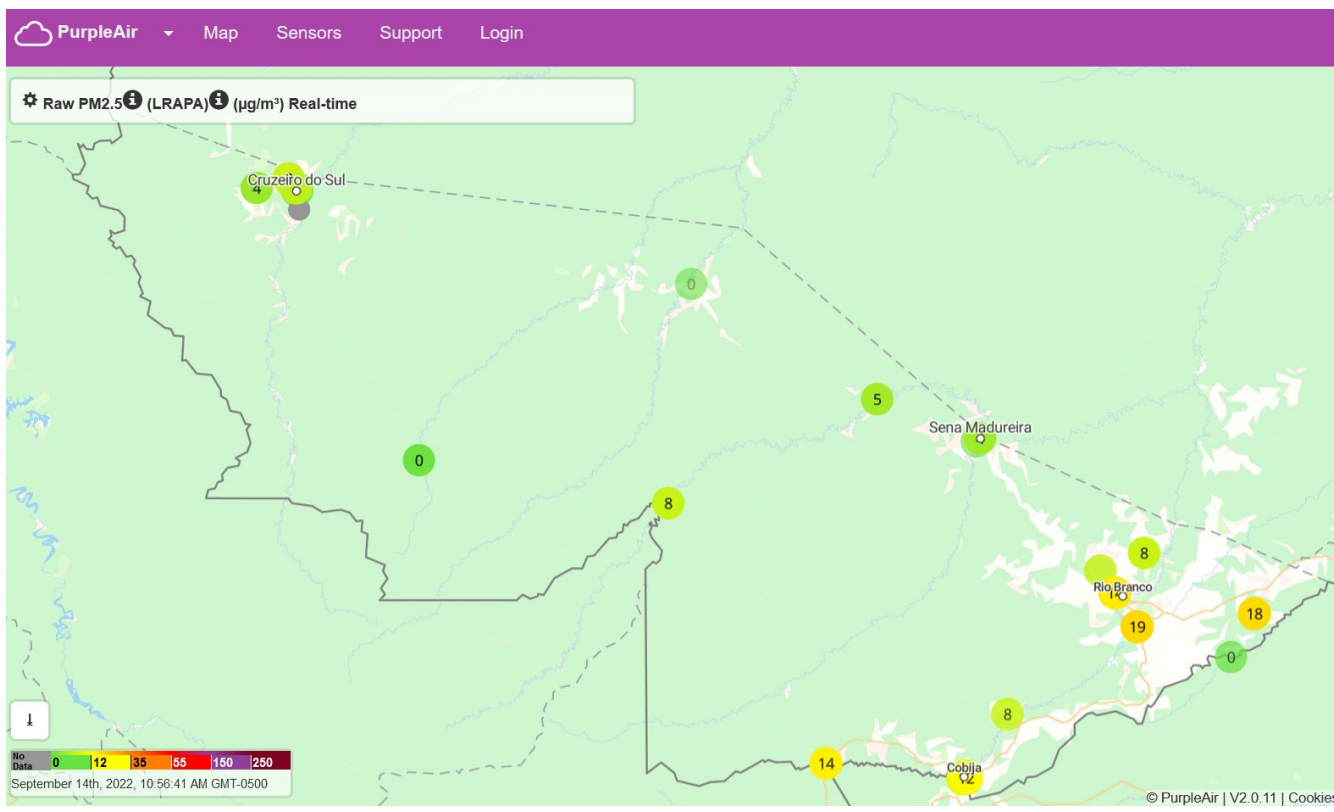 PurpleAir Map Sensors Support Login
Raw PM2.5 (LRAPA) (µg/m³) Real-time
Cruzeiro do Sul
4
0
5
Sena Madureira
0
8
8
Rio Branco
19
18
0
8
14
Cobija
12
No Data 0 12 35 55 150 250
September 14th, 2022, 10:56:41 AM GMT-0500
© PurpleAir | V2.0.11 | Cookies